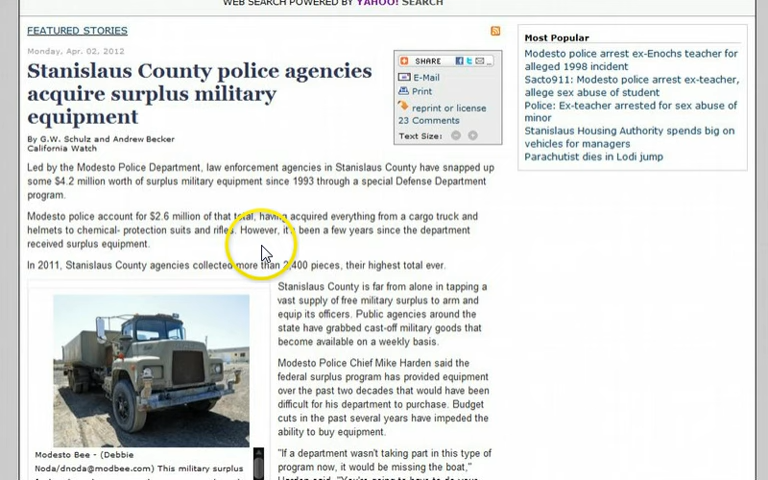 WEB SEARCH POWERED BY YAHOO! SEARCH
FEATURED STORIES
Monday, Apr. 02, 2012
Stanislaus County police agencies
acquire surplus military
equipment
By G.W. Schulz and Andrew Becker
California Watch
SHARE
E-Mail
Print
reprint or license
23 Comments
Text Size:
Led by the Modesto Police Department, law enforcement agencies in Stanislaus County have snapped up
some $4.2 million worth of surplus military equipment since 1993 through a special Defense Department
program.
Modesto police account for $2.6 million of that total, having acquired everything from a cargo truck and
helmets to chemical- protection suits and rifles. However, it's been a few years since the department
received surplus equipment.
In 2011, Stanislaus County agencies collected more than 2,400 pieces, their highest total ever.
Stanislaus County is far from alone in tapping a
vast supply of free military surplus to arm and
equip its officers. Public agencies around the
state have grabbed cast-off military goods that
become available on a weekly basis.
Modesto Police Chief Mike Harden said the
federal surplus program has provided equipment
over the past two decades that would have been
difficult for his department to purchase. Budget
cuts in the past several years have impeded the
ability to buy equipment.
"If a department wasn't taking part in this type of
program now, it would be missing the boat,"
Modesto Bee - (Debbie
Noda/dnoda@modbee.com) This military surplus
Most Popular
Modesto police arrest ex-Enochs teacher for
alleged 1998 incident
Sacto911: Modesto police arrest ex-teacher,
allege sex abuse of student
Police: Ex-teacher arrested for sex abuse of
minor
Stanislaus Housing Authority spends big on
vehicles for managers
Parachutist dies in Lodi jump